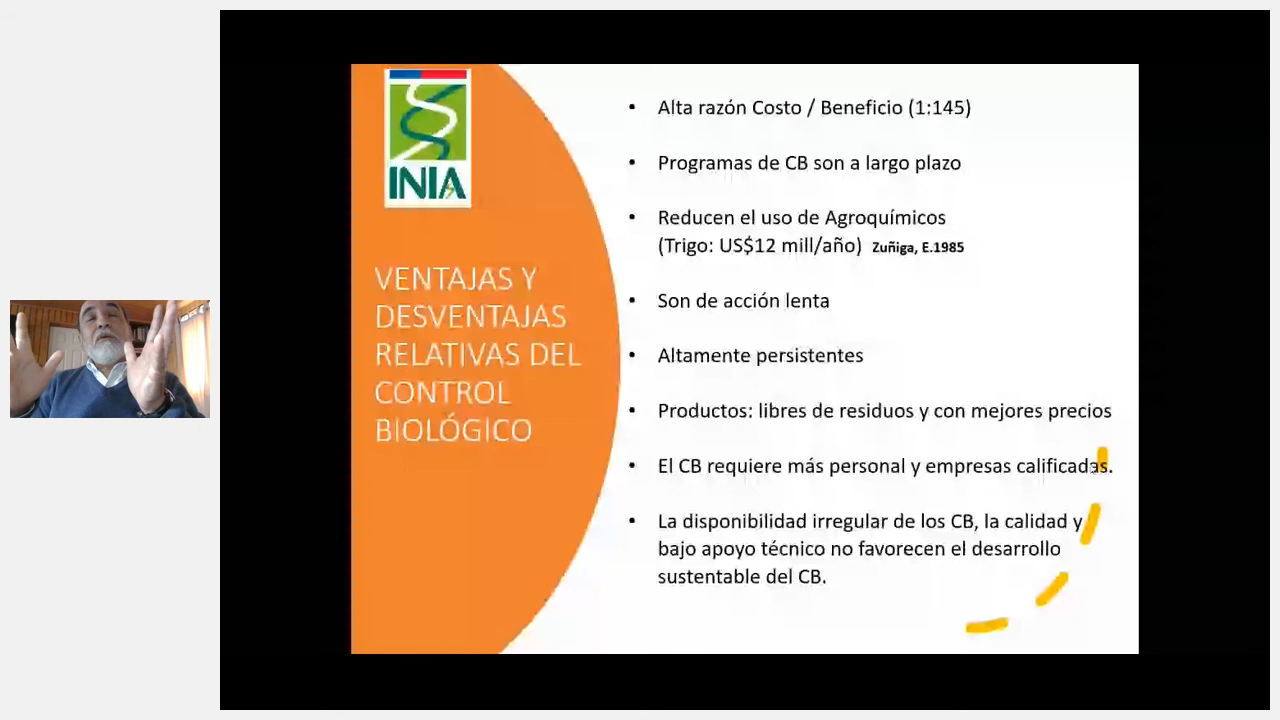 INIA
VENTAJAS Y
DESVENTAJAS
RELATIVAS DEL
CONTROL
BIOLÓGICO
• Alta razón Costo / Beneficio (1:145)
• Programas de CB son a largo plazo
• Reducen el uso de Agroquímicos
(Trigo: US$12 mill/año) Zuñiga, E.1985
• Son de acción lenta
• Altamente persistentes
• Productos: libres de residuos y con mejores precios
• El CB requiere más personal y empresas calificadas.
• La disponibilidad irregular de los CB, la calidad y
bajo apoyo técnico no favorecen el desarrollo
sustentable del CB.